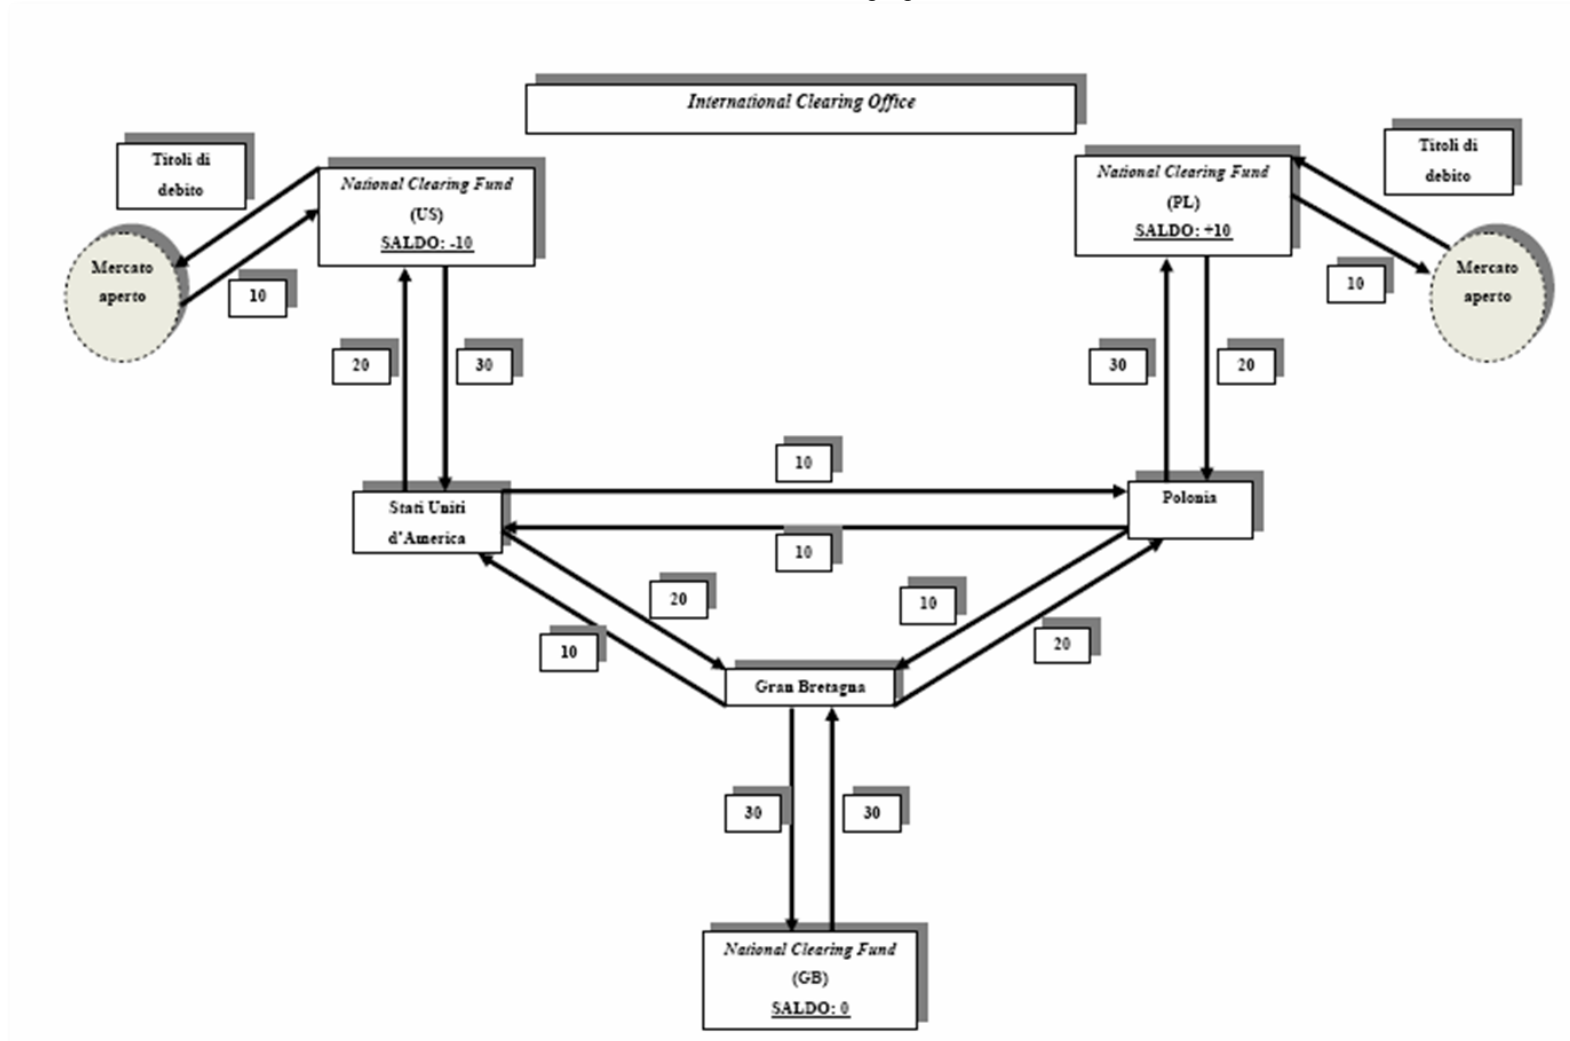 International Clearing Office
Titoli di
debito
National Clearing Fund
(US)
SALDO: -10
National Clearing Fund
(PL)
SALDO: +10
Titoli di
debito
Mercato
aperto
10
10
Mercato
aperto
20
30
30
20
10
Stati Uniti
d'America
Polonia
10
20
10
10
20
Gran Bretagna
30
30
National Clearing Fund
(GB)
SALDO: 0